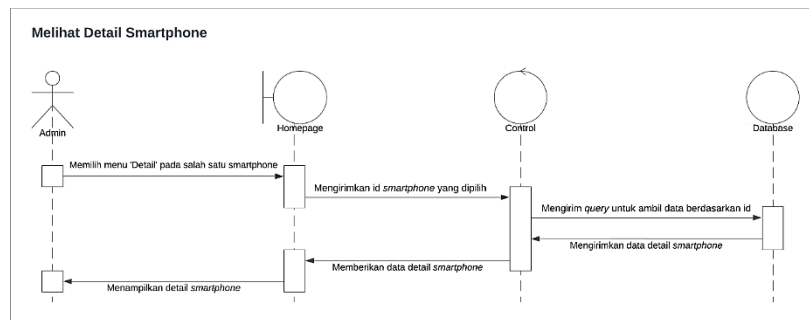 Melihat Detail Smartphone
Admin
Homepage
Control
Database
Memilih menu 'Detail' pada salah satu smartphone
Mengirimkan id smartphone yang dipilih
Mengirim query untuk ambil data berdasarkan id
Mengirimkan data detail smartphone
Memberikan data detail smartphone
Menampilkan detail smartphone